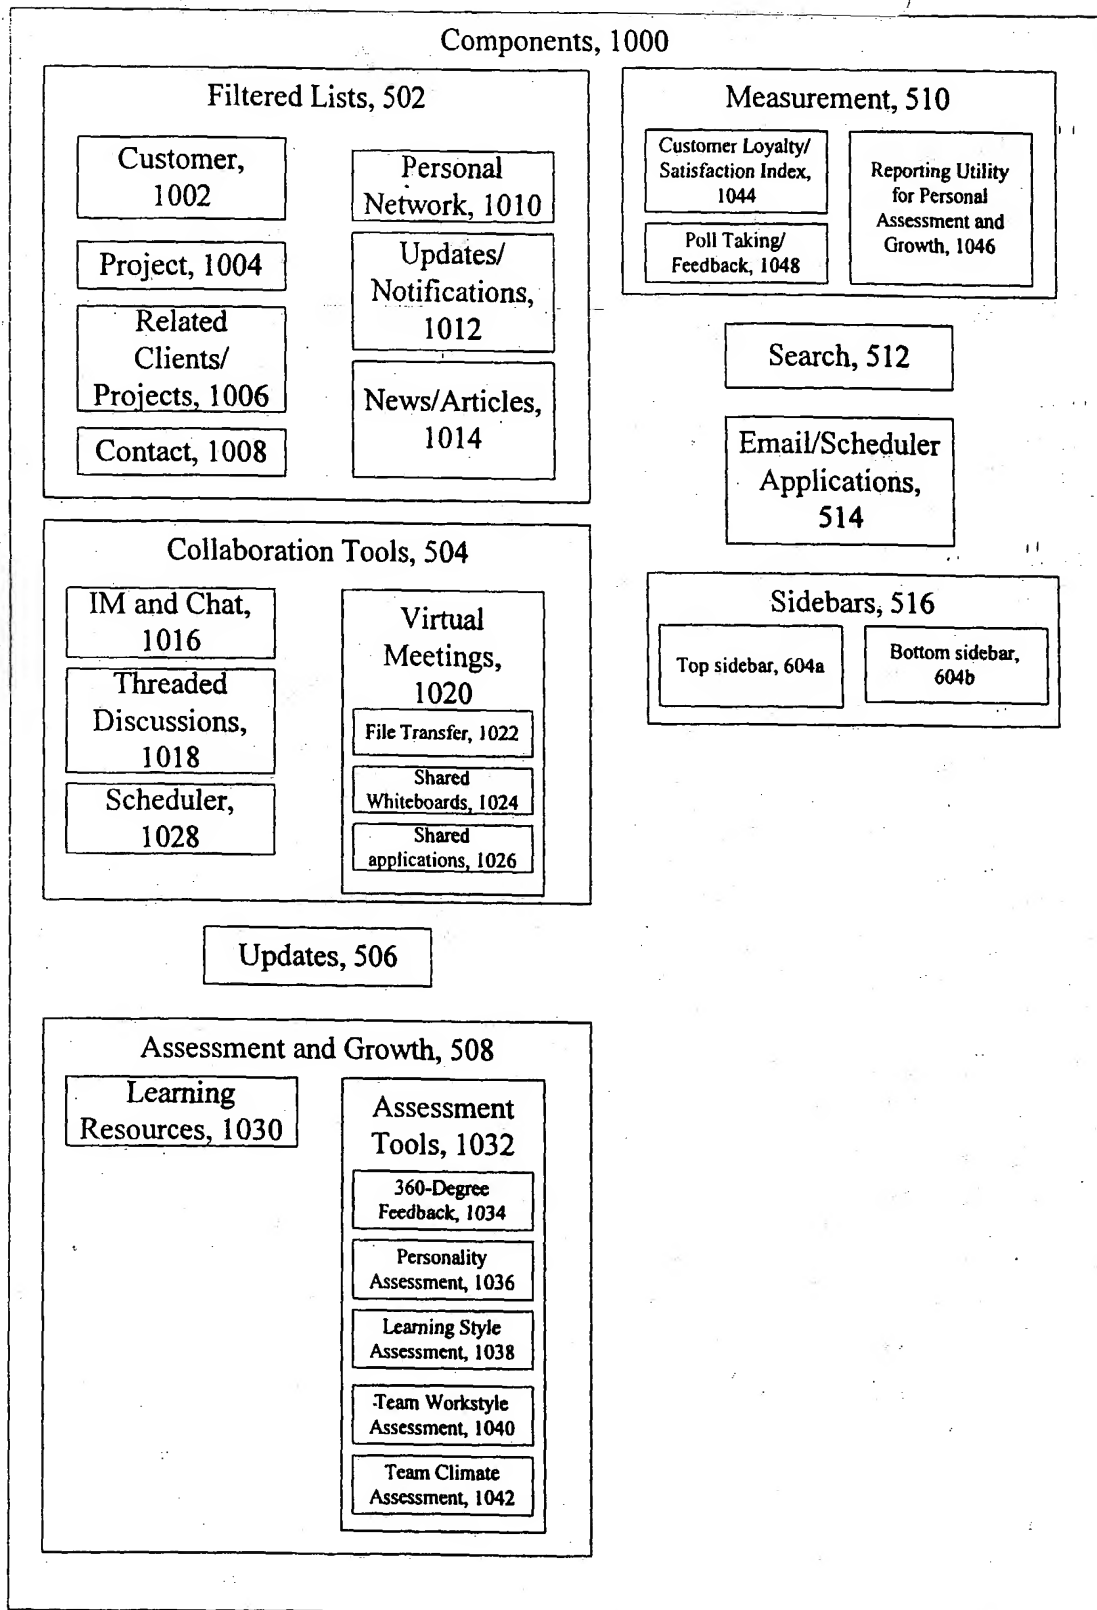 Components, 1000
Filtered Lists, 502
Customer,
1002
Project, 1004
Related
Clients/
Projects, 1006
Contact, 1008
Personal
Network, 1010
Updates/
Notifications,
1012
News/Articles,
1014
Collaboration Tools, 504
IM and Chat,
1016
Threaded
Discussions,
1018
Scheduler,
1028
Virtual
Meetings,
1020
File Transfer, 1022
Shared
Whiteboards, 1024
Shared
applications, 1026
Updates, 506
Assessment and Growth, 508
Learning
Resources, 1030
Assessment
Tools, 1032
360-Degree
Feedback, 1034
Personality
Assessment, 1036
Learning Style
Assessment, 1038
Team Workstyle
Assessment, 1040
Team Climate
Assessment, 1042
Measurement, 510
Customer Loyalty/
Satisfaction Index,
1044
Poll Taking/
Feedback, 1048
Reporting Utility
for Personal
Assessment and
Growth, 1046
Search, 512
Email/Scheduler
Applications,
514
Sidebars, 516
Top sidebar, 604a
Bottom sidebar,
604b